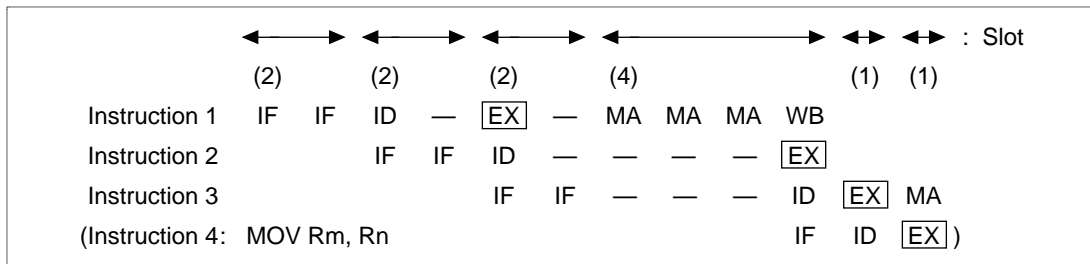 : Slot
(2) (2) (2) (4) (1) (1)
Instruction 1 IF IF ID — EX — MA MA MA WB
Instruction 2 IF IF ID — — — — EX
Instruction 3 IF IF — — — ID EX MA
(Instruction 4: MOV Rm, Rn IF ID EX )